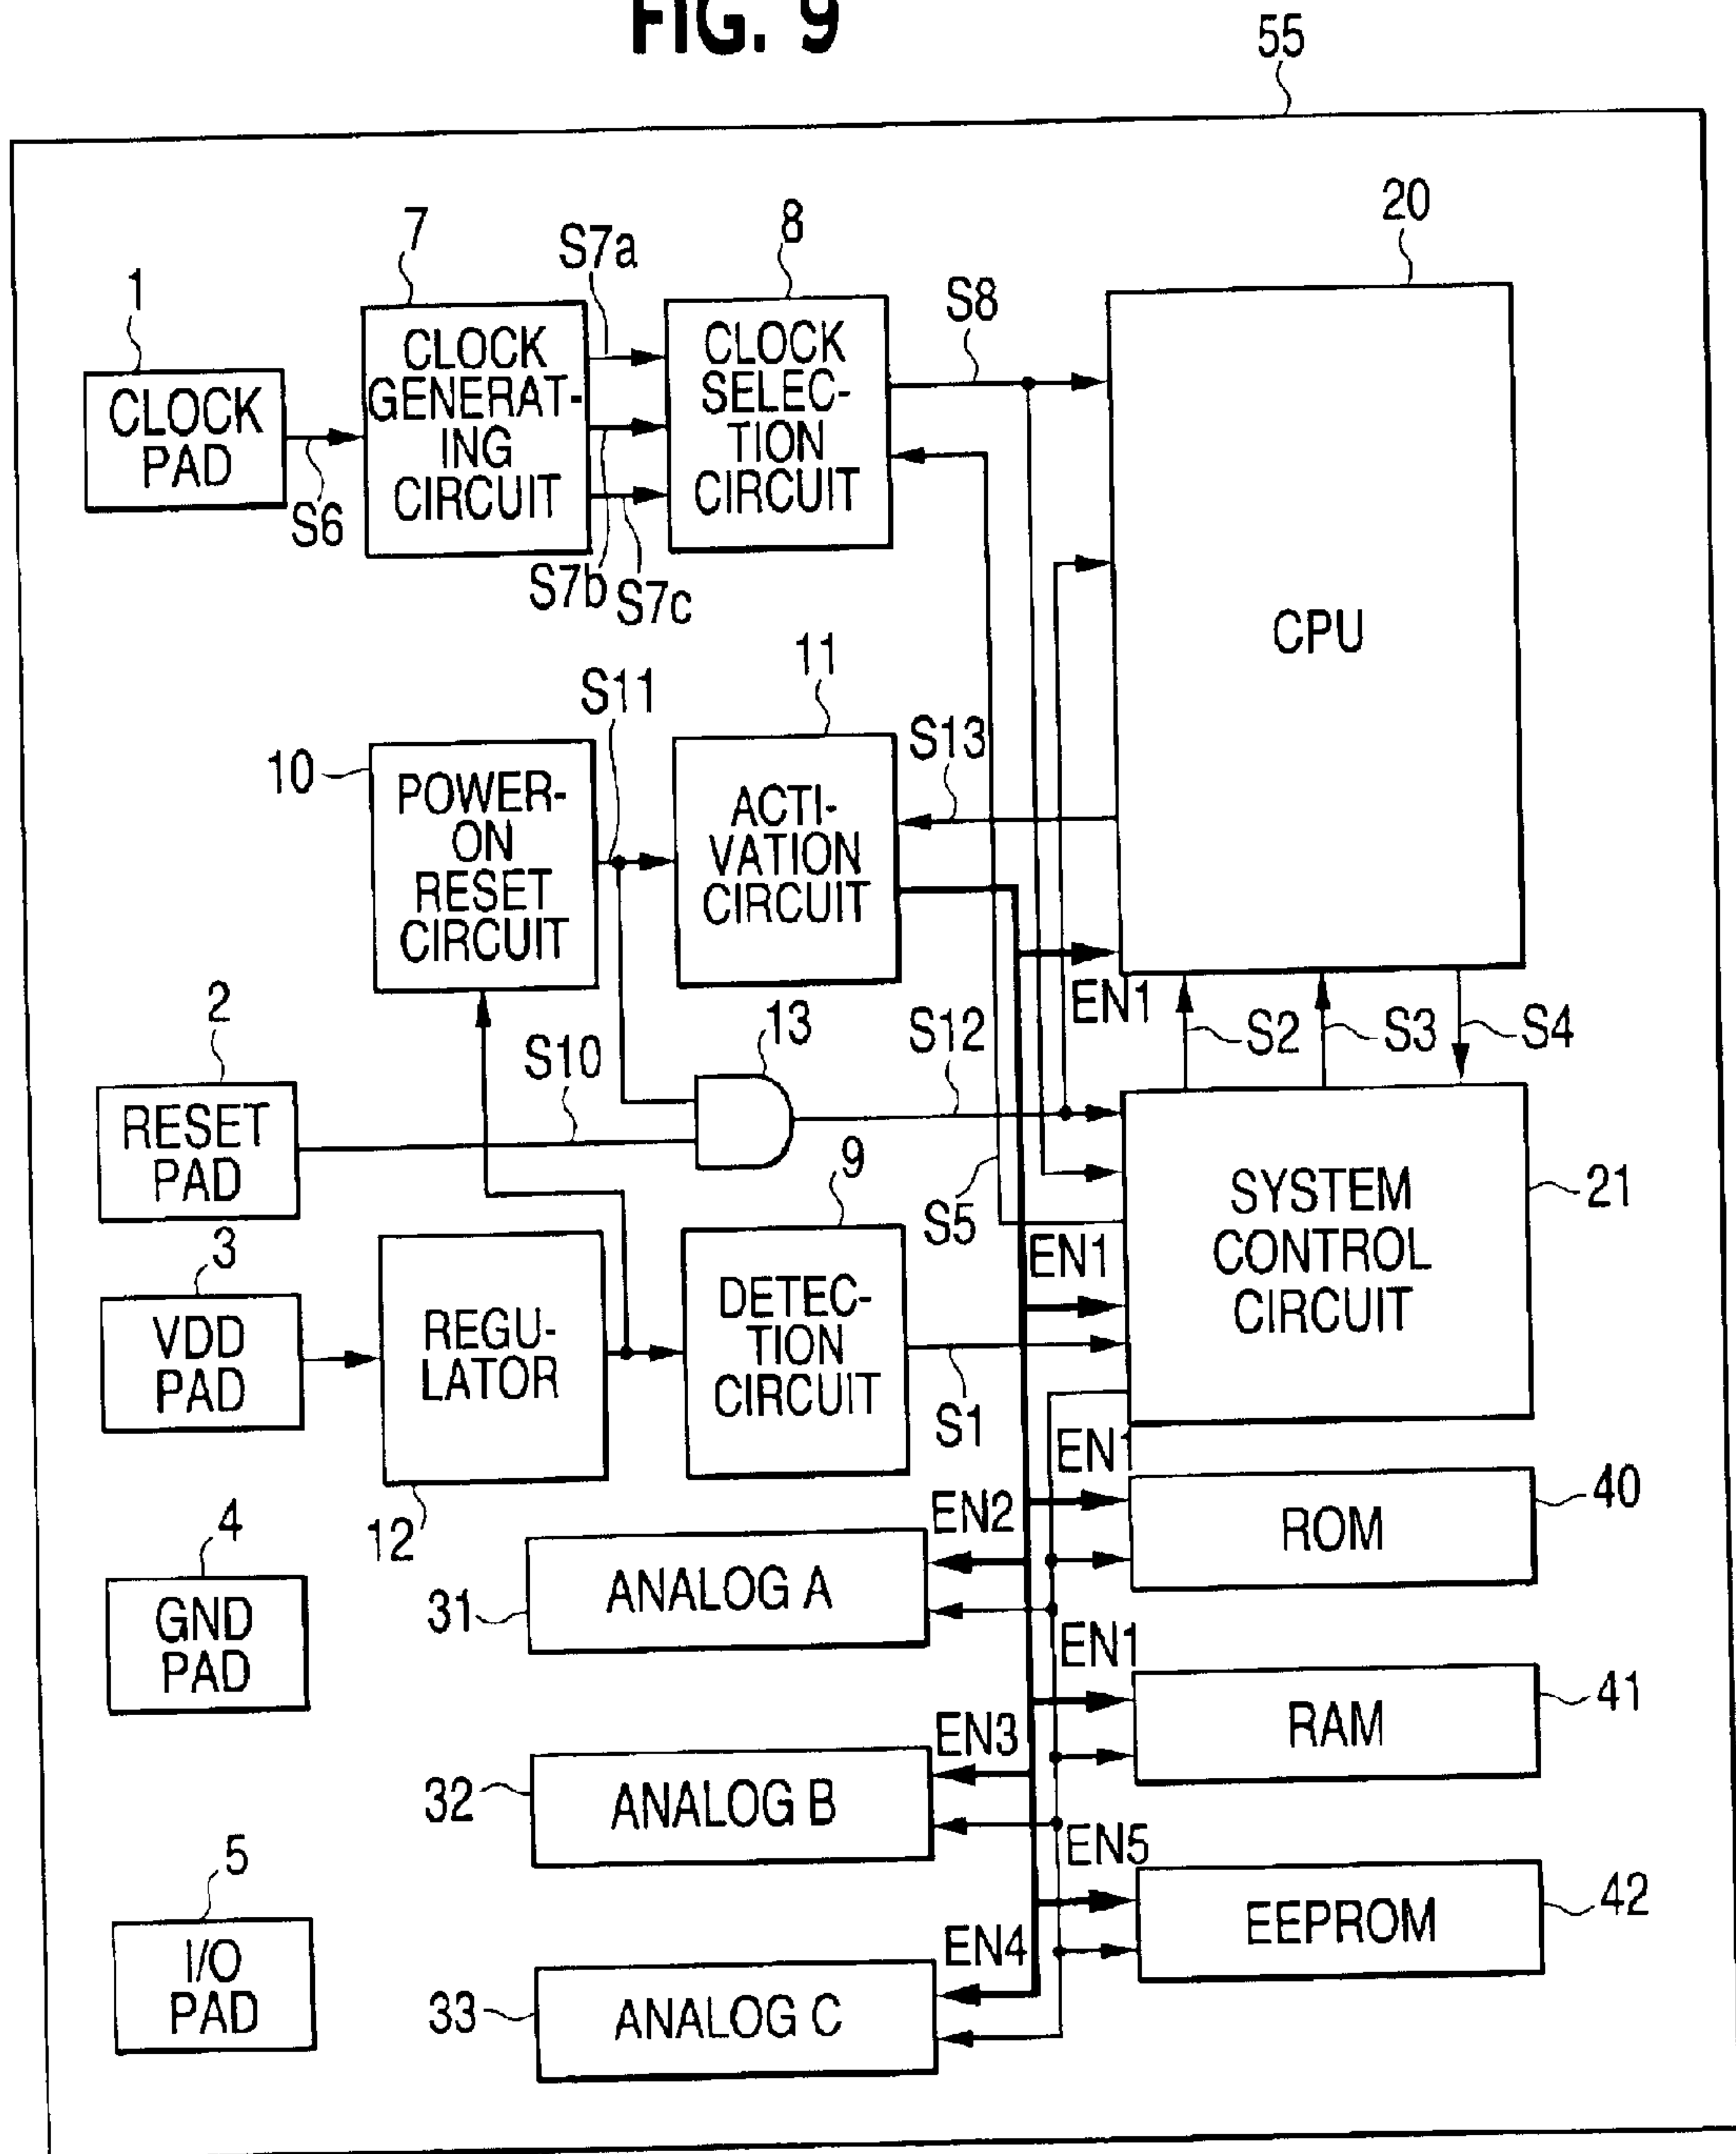 FIG. 9
55
1
CLOCK
PAD
S6
7
CLOCK
GENERAT-
ING
CIRCUIT
S7a
S7b
S7c
8
CLOCK
SELEC-
TION
CIRCUIT
S8
20
CPU
10
POWER-
ON
RESET
CIRCUIT
S11
11
ACTI-
VATION
CIRCUIT
S13
EN1
S2
S3
S4
2
RESET
PAD
S10
13
S12
S5
21
SYSTEM
CONTROL
CIRCUIT
EN1
3
VDD
PAD
REGU-
LATOR
12
9
DETEC-
TION
CIRCUIT
S1
EN1
ROM
40
4
GND
PAD
EN2
31
ANALOG A
EN1
RAM
41
EN3
32
ANALOG B
EN5
EEPROM
42
5
I/O
PAD
EN4
33
ANALOG C